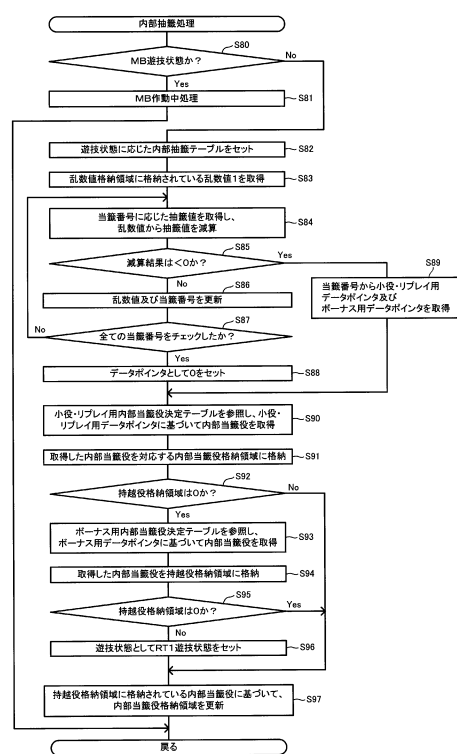 内部抽籤処理
S80
MB遊技状態か?
No
Yes
MB作動中処理
S81
遊技状態に応じた内部抽籤テーブルをセット
S82
乱数値格納領域に格納されている乱数値1を取得
S83
当籤番号に応じた抽籤値を取得し、
乱数値から抽籤値を減算
S84
S85
減算結果は<0か?
Yes
No
S89
当籤番号から小役・リプレイ用
データポインタ及び
ボーナス用データポインタを取得
S86
乱数値及び当籤番号を更新
S87
No
全ての当籤番号をチェックしたか?
Yes
データポインタとして0をセット
S88
小役・リプレイ用内部当籤役決定テーブルを参照し、小役・
リプレイ用データポインタに基づいて内部当籤役を取得
S90
取得した内部当籤役を対応する内部当籤役格納領域に格納
S91
S92
持越役格納領域は0か?
No
Yes
ボーナス用内部当籤役決定テーブルを参照し、
ボーナス用データポインタに基づいて内部当籤役を取得
S93
取得した内部当籤役を持越役格納領域に格納
S94
S95
持越役格納領域は0か?
Yes
No
遊技状態としてRT1遊技状態をセット
S96
持越役格納領域に格納されている内部当籤役に基づいて、
内部当籤役格納領域を更新
S97
戻る